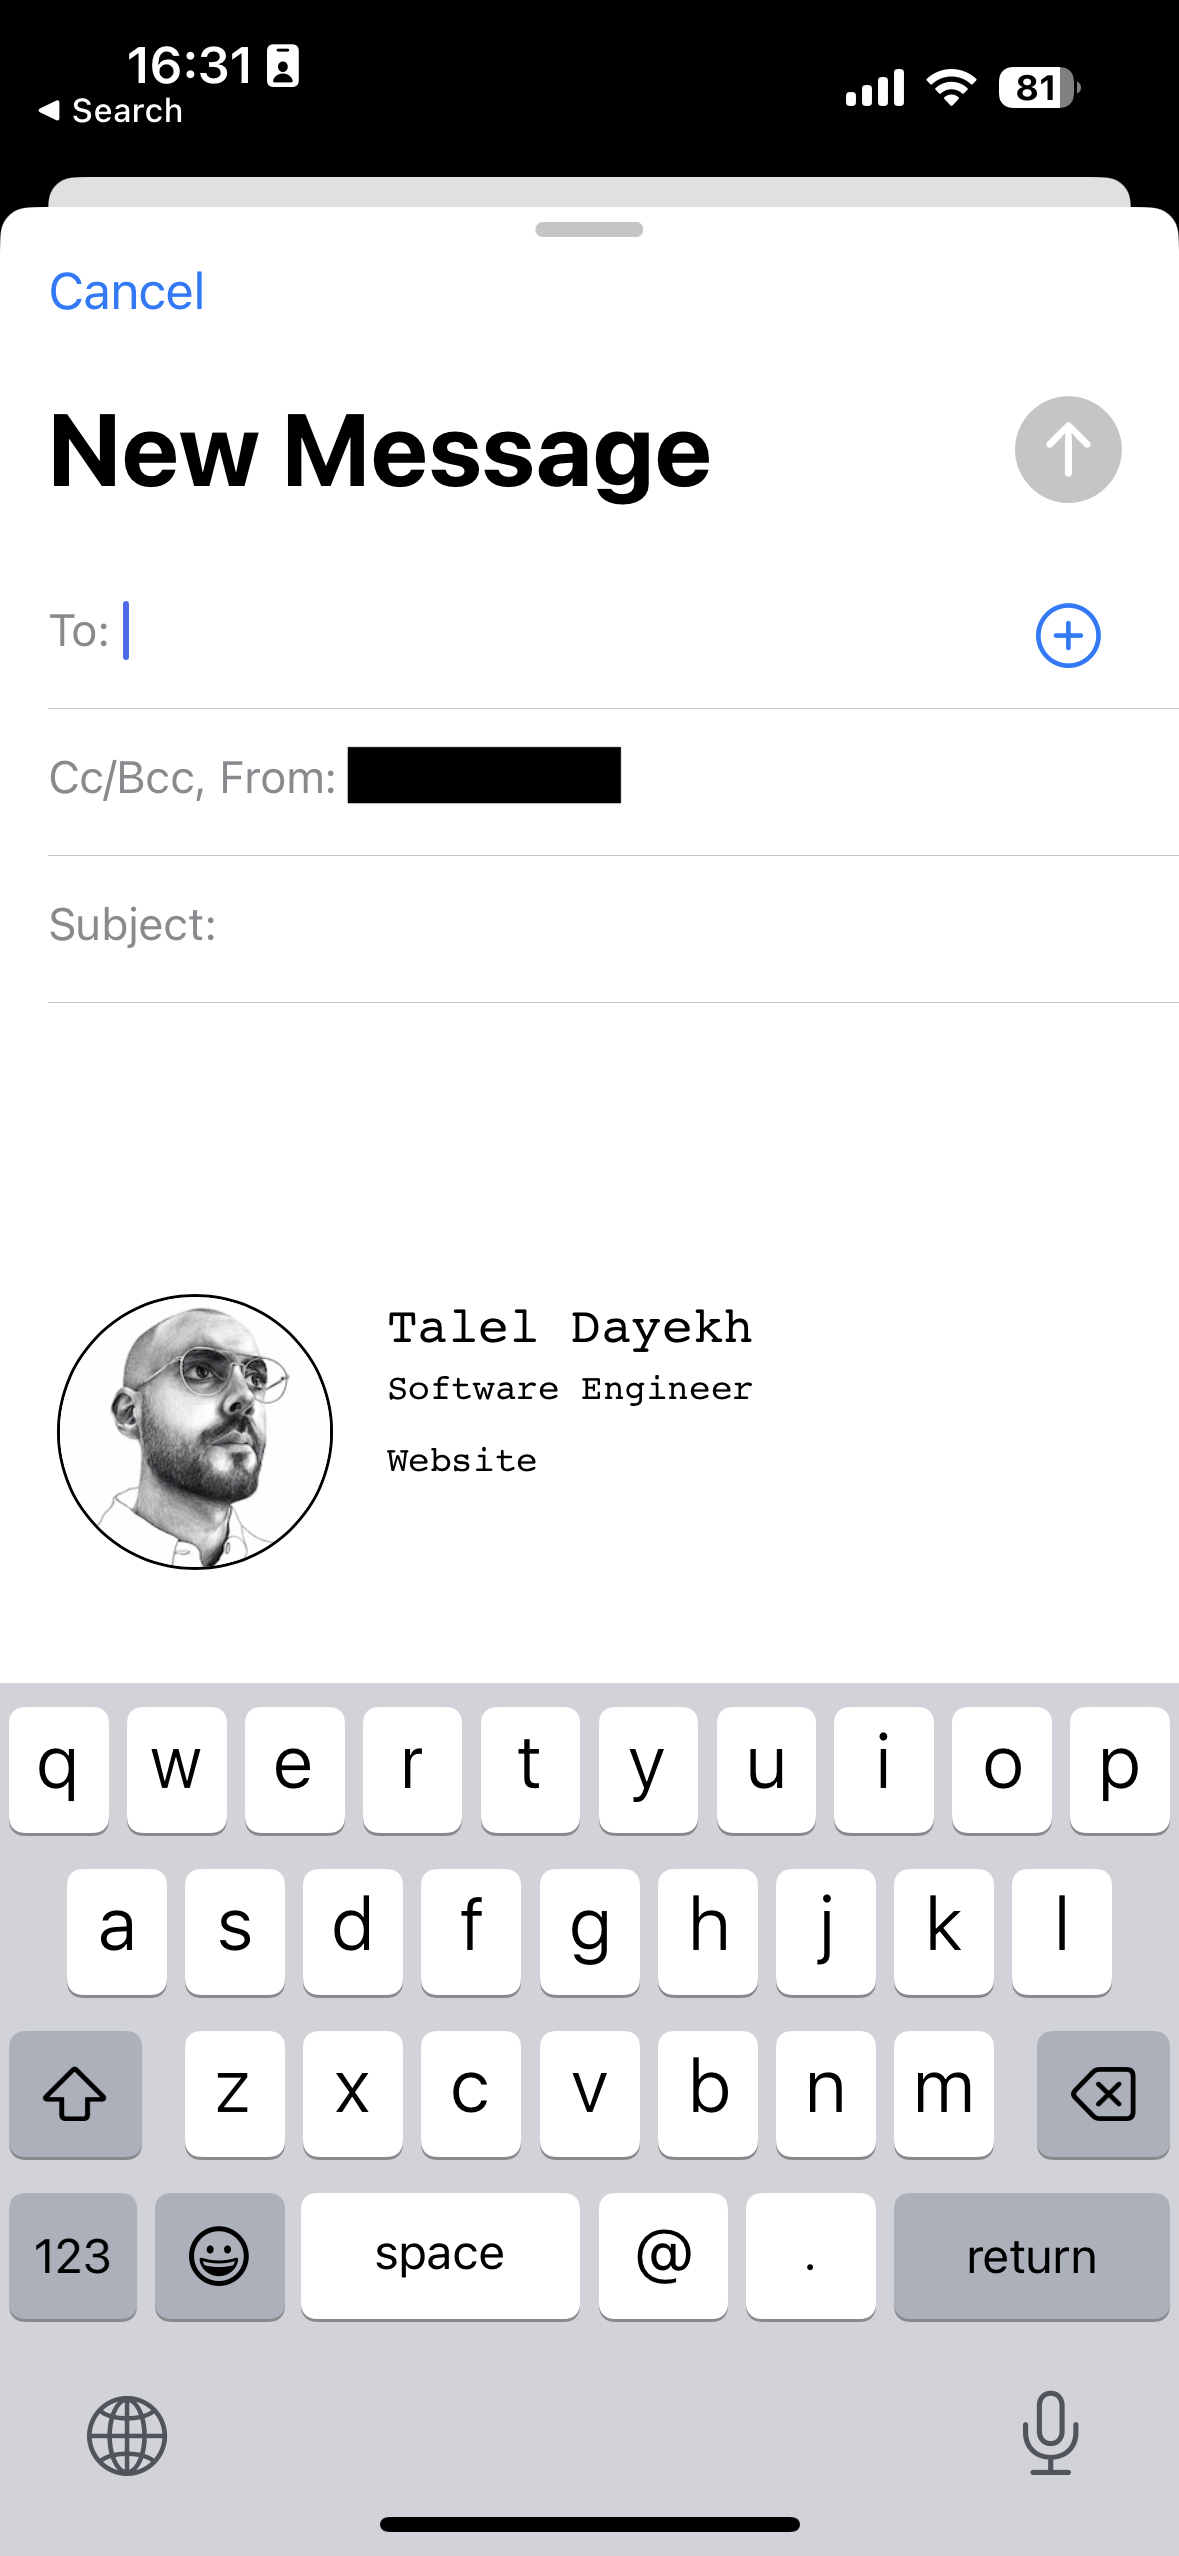 16:31
Search
81
Cancel
New Message
To:
Cc/Bcc, From:
Subject:
Talel Dayekh
Software Engineer
Website
q w e r t y u i o p
a s d f g h j k l
z x c v b n m
123 space @ . return